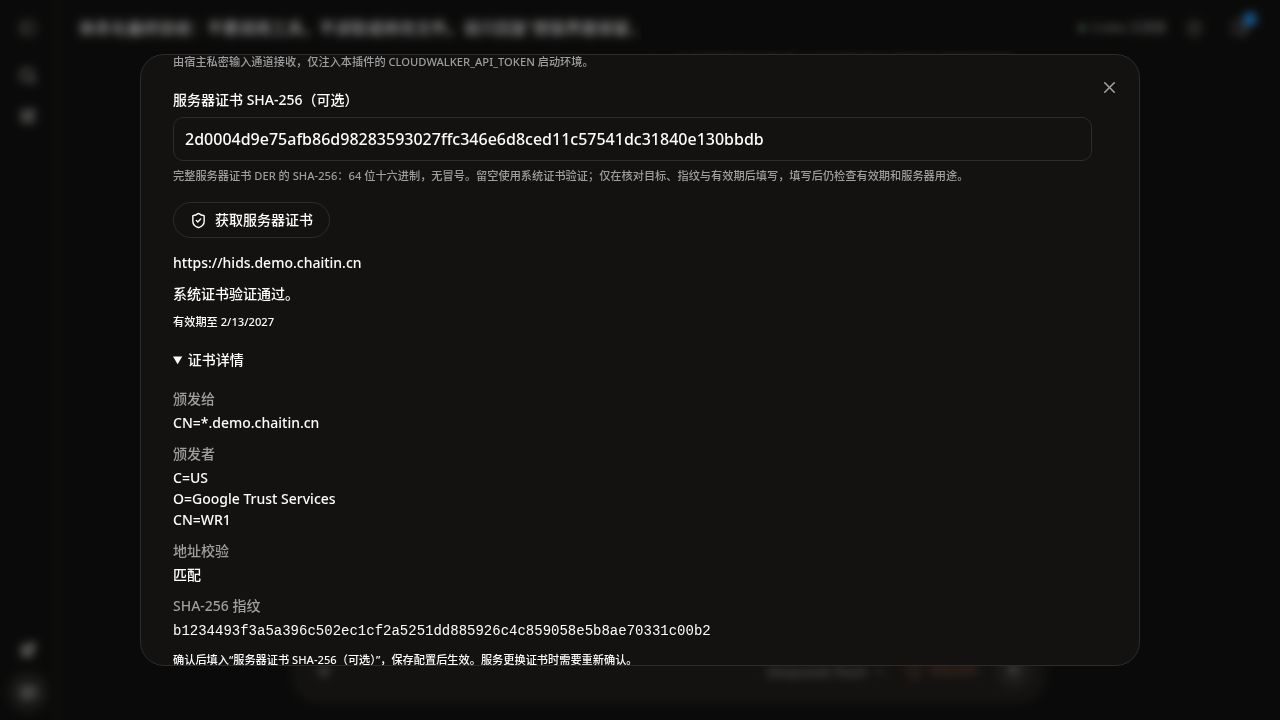 由宿主私密输入通道接收，仅注入本插件的 CLOUDWALKER_API_TOKEN 启动环境。
服务器证书 SHA-256（可选）
2d0004d9e75afb86d98283593027ffc346e6d8ced11c57541dc31840e130bbdb
完整服务器证书 DER 的 SHA-256：64 位十六进制，无冒号。留空使用系统证书验证；仅在核对目标、指纹与有效期后填写，填写后仍检查有效期和服务器用途。
获取服务器证书
https://hids.demo.chaitin.cn
系统证书验证通过。
有效期至 2/13/2027
▼ 证书详情
颁发给
CN=*.demo.chaitin.cn
颁发者
C=US
O=Google Trust Services
CN=WR1
地址校验
匹配
SHA-256 指纹
b1234493f3a5a396c502ec1cf2a5251dd885926c4c859058e5b8ae70331c00b2
确认后填入“服务器证书 SHA-256（可选）”，保存配置后生效。服务更换证书时需要重新确认。